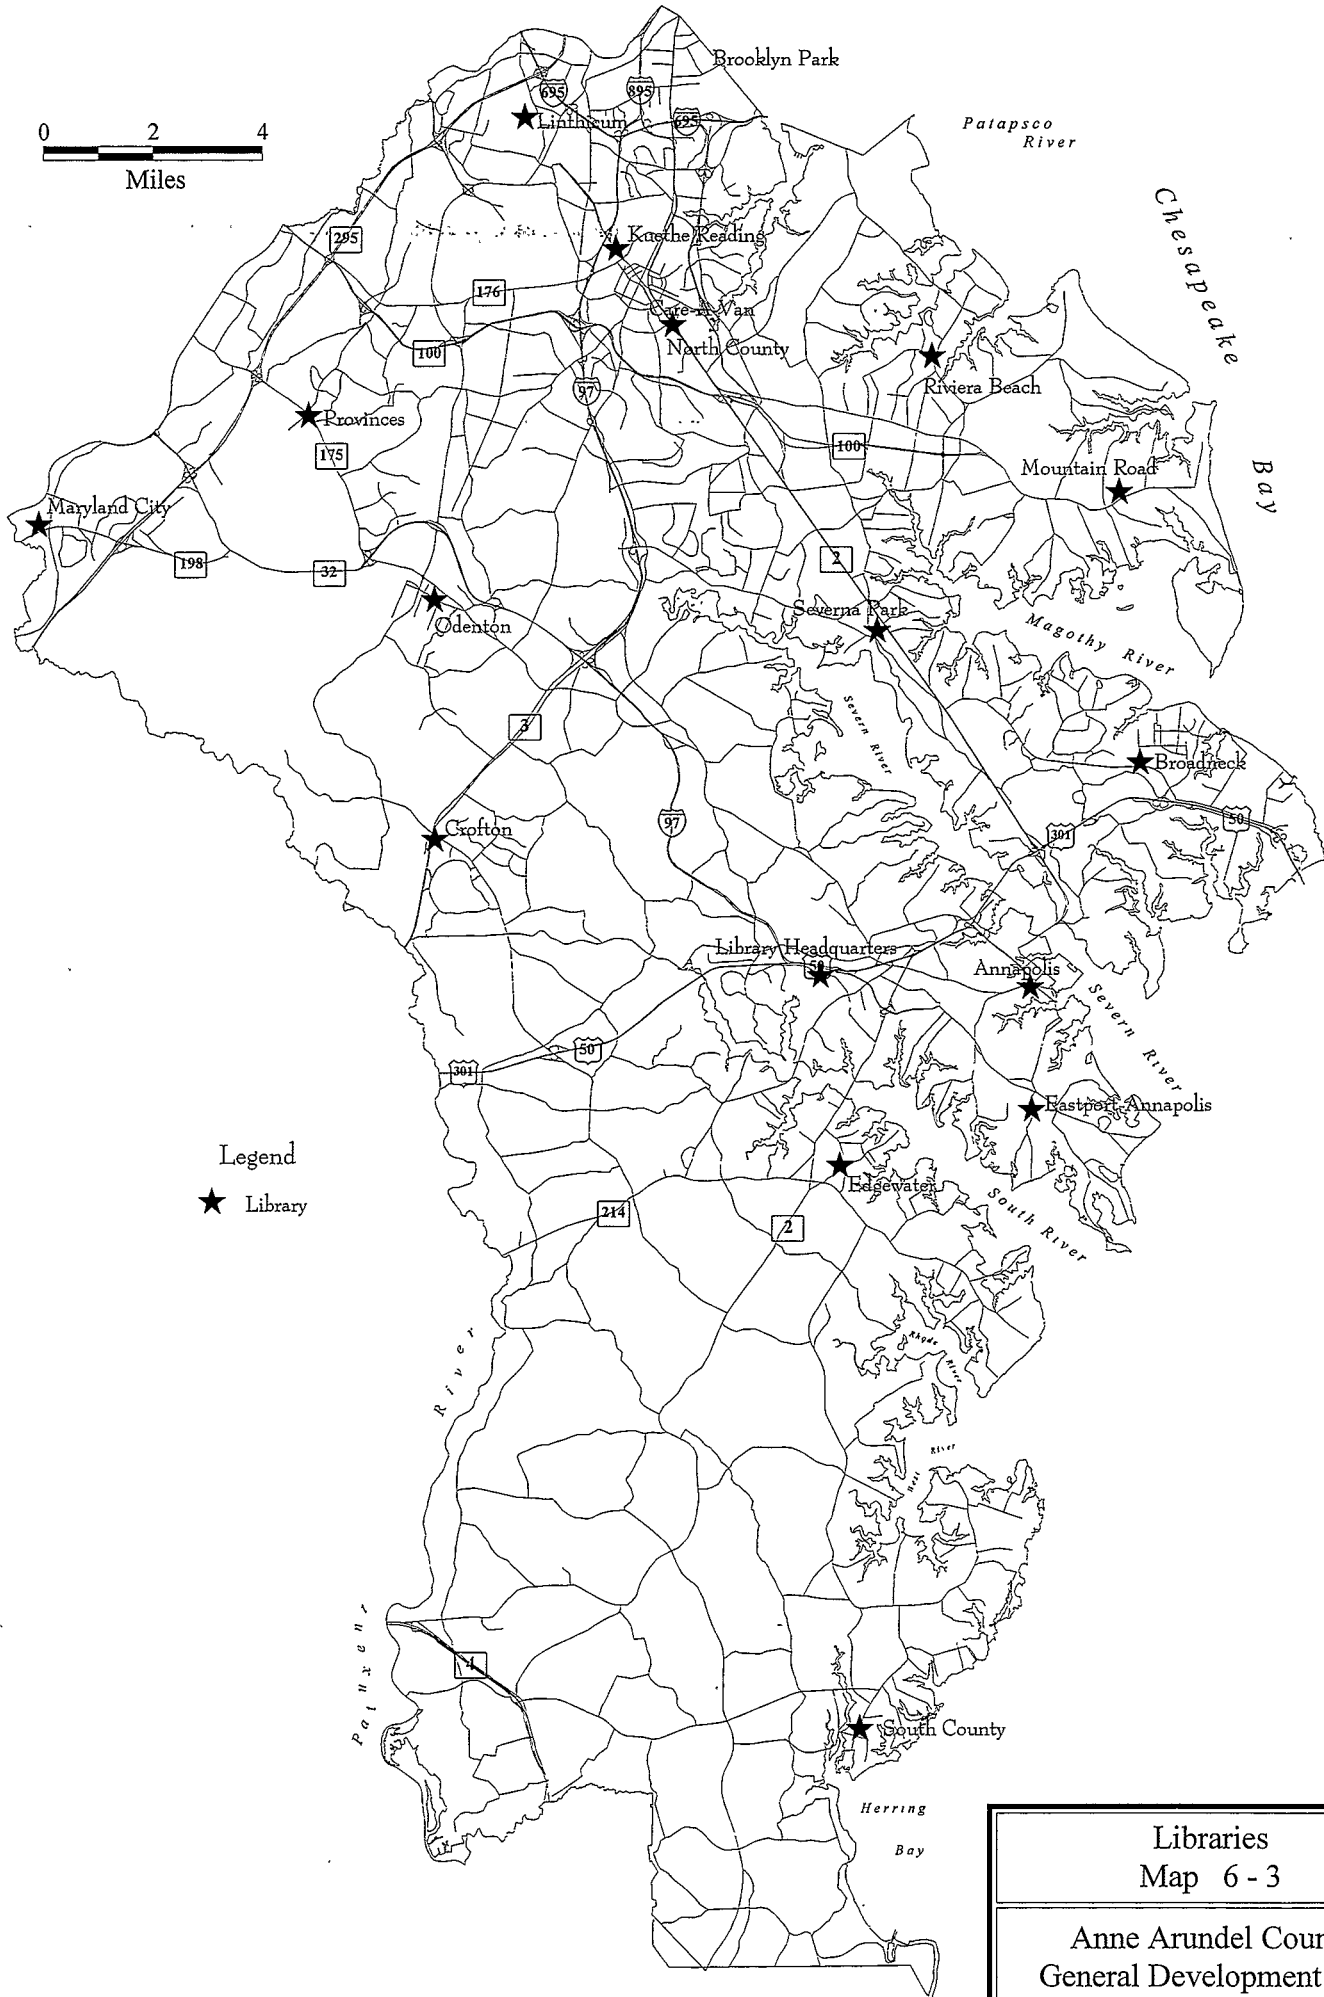 Brooklyn Park
695
895
695
Linthicum
0 2 4
Miles
Patapsco
River
Chesapeake
Bay
295
Kuethe Reading
176
Care-A-Van
North County
100
97
Riviera Beach
Provinces
175
100
Mountain Road
Maryland City
198
32
2
Odenton
Severna Park
Magothy River
3
Severn River
Broadneck
Crofton
97
301
50
Library Headquarters
50
Annapolis
Severn River
50
301
Eastport-Annapolis
Legend
Library
Edgewater
South River
214
2
Rhode River
River
West River
Patuxent
4
South County
Herring
Bay
Libraries
Map 6 - 3
Anne Arundel Coun
General Development